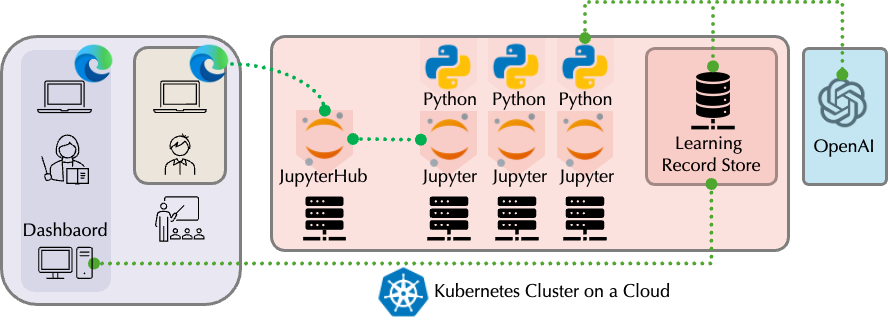 Python
Python
Python
JupyterHub
Jupyter
Jupyter
Jupyter
Learning
Record Store
OpenAI
Dashbaord
Kubernetes Cluster on a Cloud